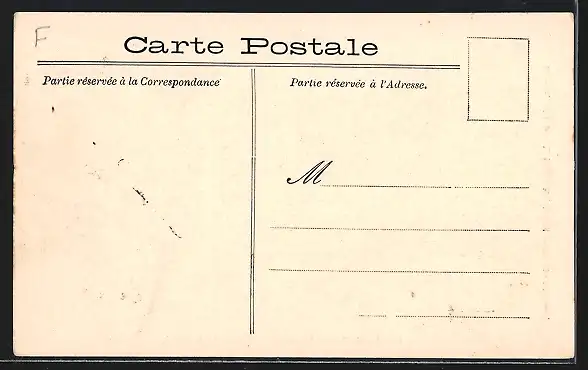 F
Carte Postale
Partie réservée à la Correspondance
Partie réservée à l'Adresse.
M